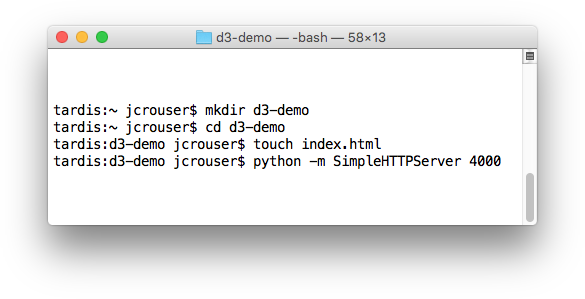 d3-demo — -bash — 58×13
tardis:~ jcrouser$ mkdir d3-demo
tardis:~ jcrouser$ cd d3-demo
tardis:d3-demo jcrouser$ touch index.html
tardis:d3-demo jcrouser$ python -m SimpleHTTPServer 4000